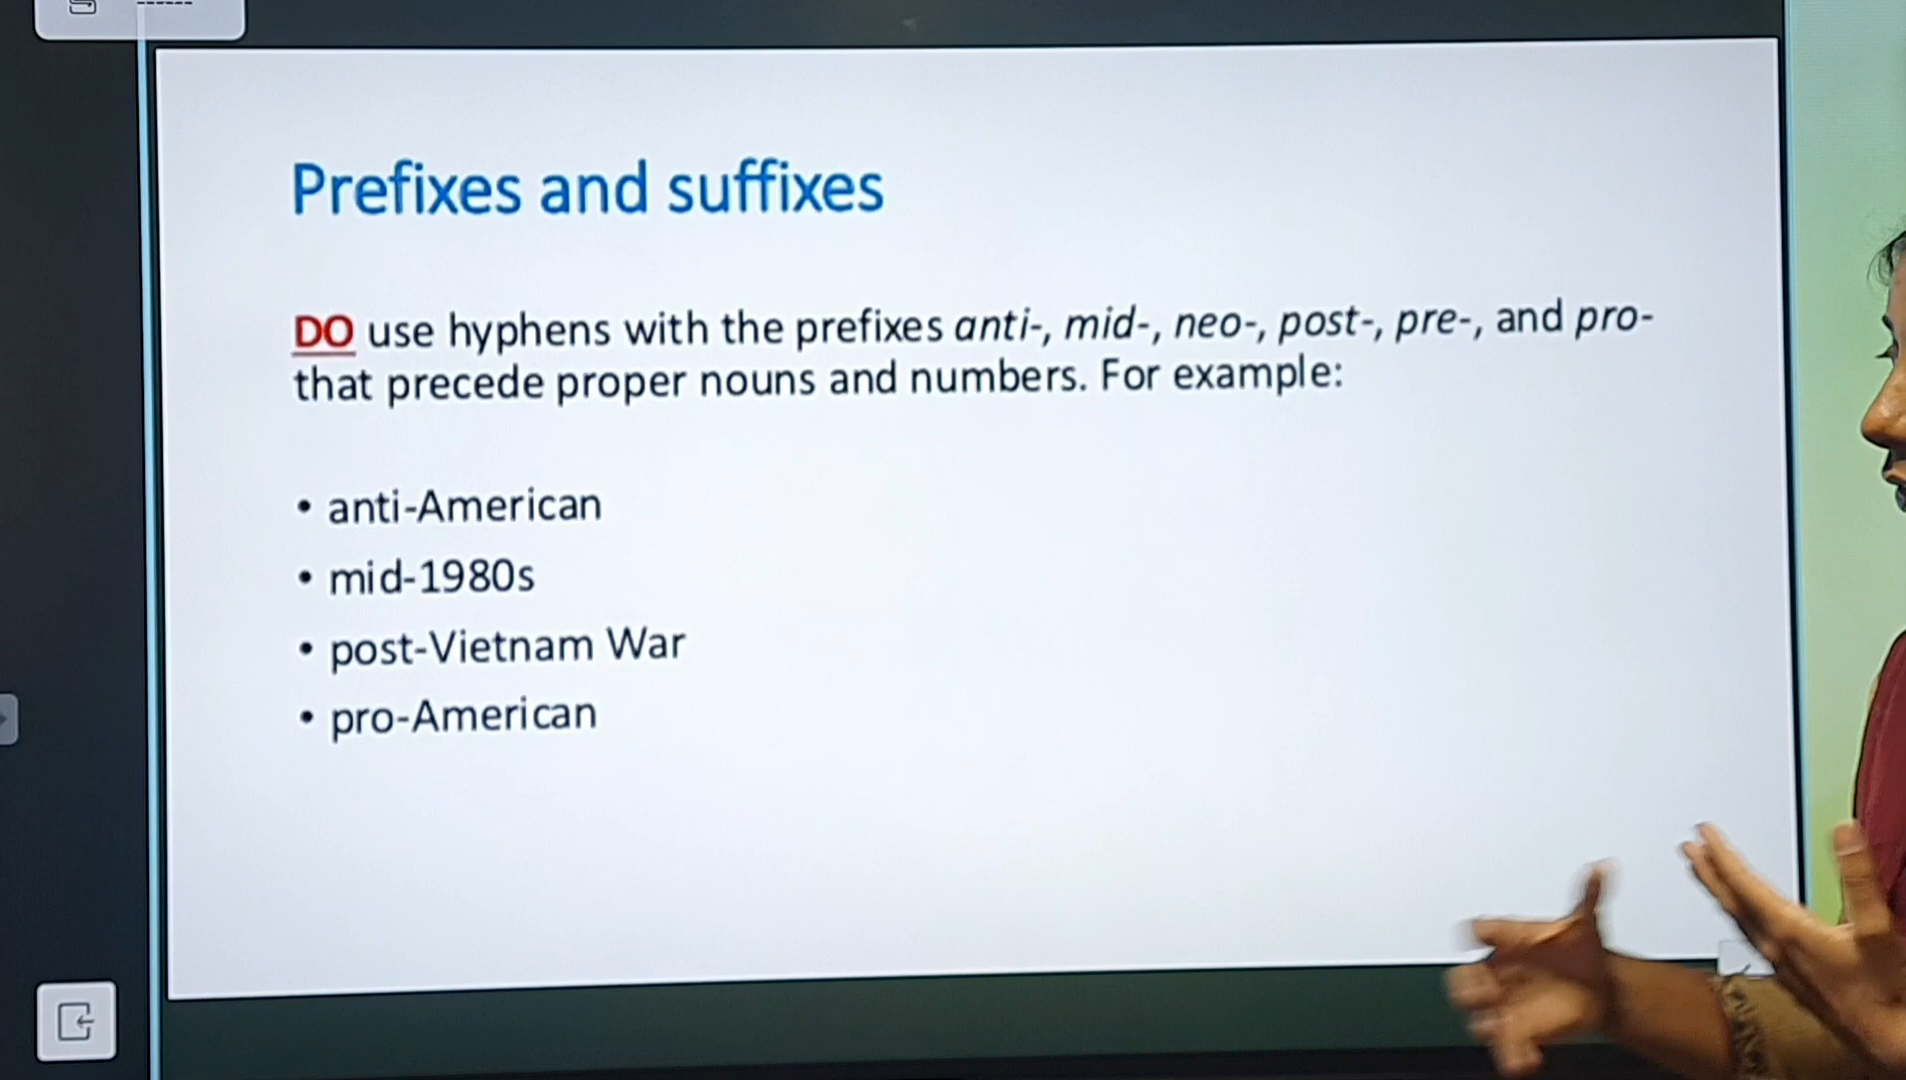 Prefixes and suffixes
DO use hyphens with the prefixes anti-, mid-, neo-, post-, pre-, and pro-
that precede proper nouns and numbers. For example:
• anti-American
• mid-1980s
• post-Vietnam War
• pro-American